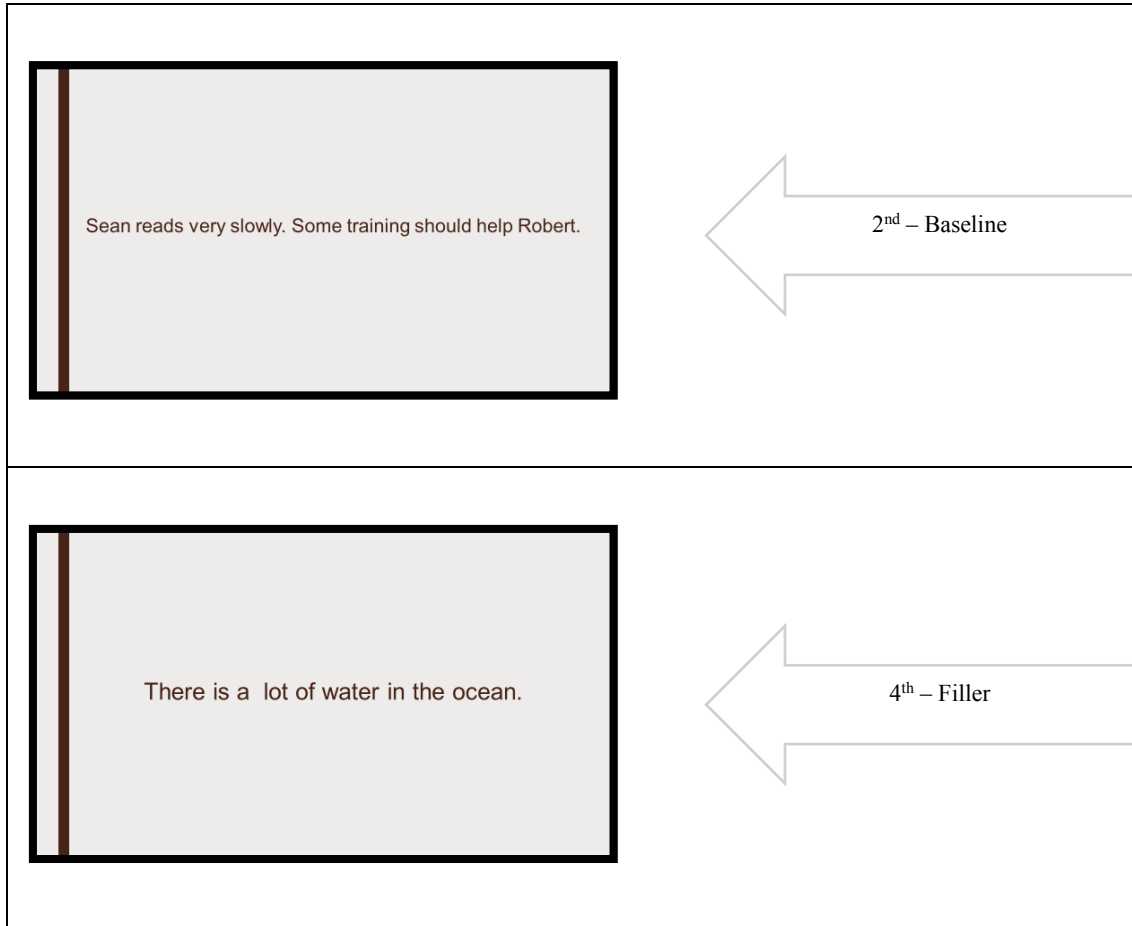 Sean reads very slowly. Some training should help Robert.
2nd – Baseline
There is a  lot of water in the ocean.
4th – Filler